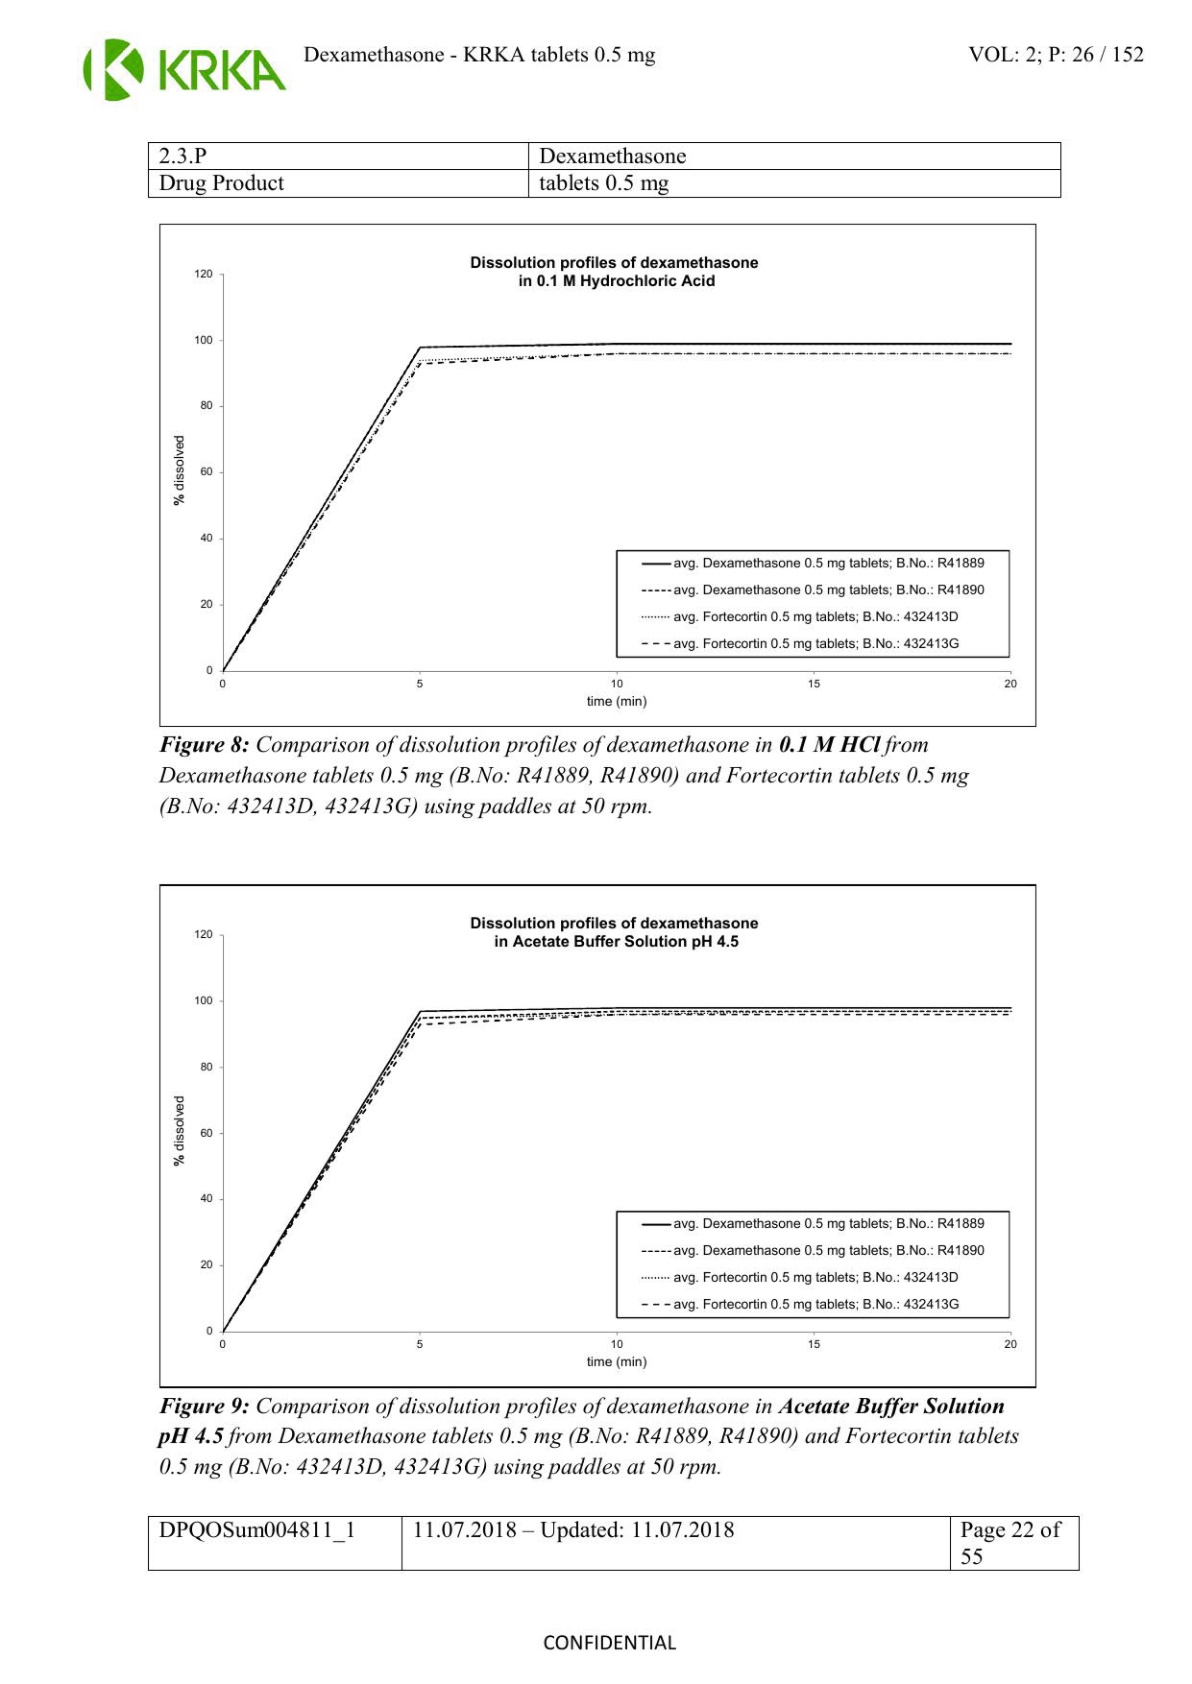 KRKA
Dexamethasone - KRKA tablets 0.5 mg
VOL: 2; P: 26 / 152
2.3.P
Dexamethasone
Drug Product
tablets 0.5 mg
Dissolution profiles of dexamethasone
in 0.1 M Hydrochloric Acid
120
100
80
60
40
20
0
% dissolved
avg. Dexamethasone 0.5 mg tablets; B.No.: R41889
avg. Dexamethasone 0.5 mg tablets; B.No.: R41890
avg. Fortecortin 0.5 mg tablets; B.No.: 432413D
avg. Fortecortin 0.5 mg tablets; B.No.: 432413G
0 5 10 15 20
time (min)
Figure 8: Comparison of dissolution profiles of dexamethasone in 0.1 M HCl from
Dexamethasone tablets 0.5 mg (B.No: R41889, R41890) and Fortecortin tablets 0.5 mg
(B.No: 432413D, 432413G) using paddles at 50 rpm.
Dissolution profiles of dexamethasone
in Acetate Buffer Solution pH 4.5
120
100
80
60
40
20
0
% dissolved
avg. Dexamethasone 0.5 mg tablets; B.No.: R41889
avg. Dexamethasone 0.5 mg tablets; B.No.: R41890
avg. Fortecortin 0.5 mg tablets; B.No.: 432413D
avg. Fortecortin 0.5 mg tablets; B.No.: 432413G
0 5 10 15 20
time (min)
Figure 9: Comparison of dissolution profiles of dexamethasone in Acetate Buffer Solution
pH 4.5 from Dexamethasone tablets 0.5 mg (B.No: R41889, R41890) and Fortecortin tablets
0.5 mg (B.No: 432413D, 432413G) using paddles at 50 rpm.
DPQOSum004811_1
11.07.2018 – Updated: 11.07.2018
Page 22 of
55
CONFIDENTIAL